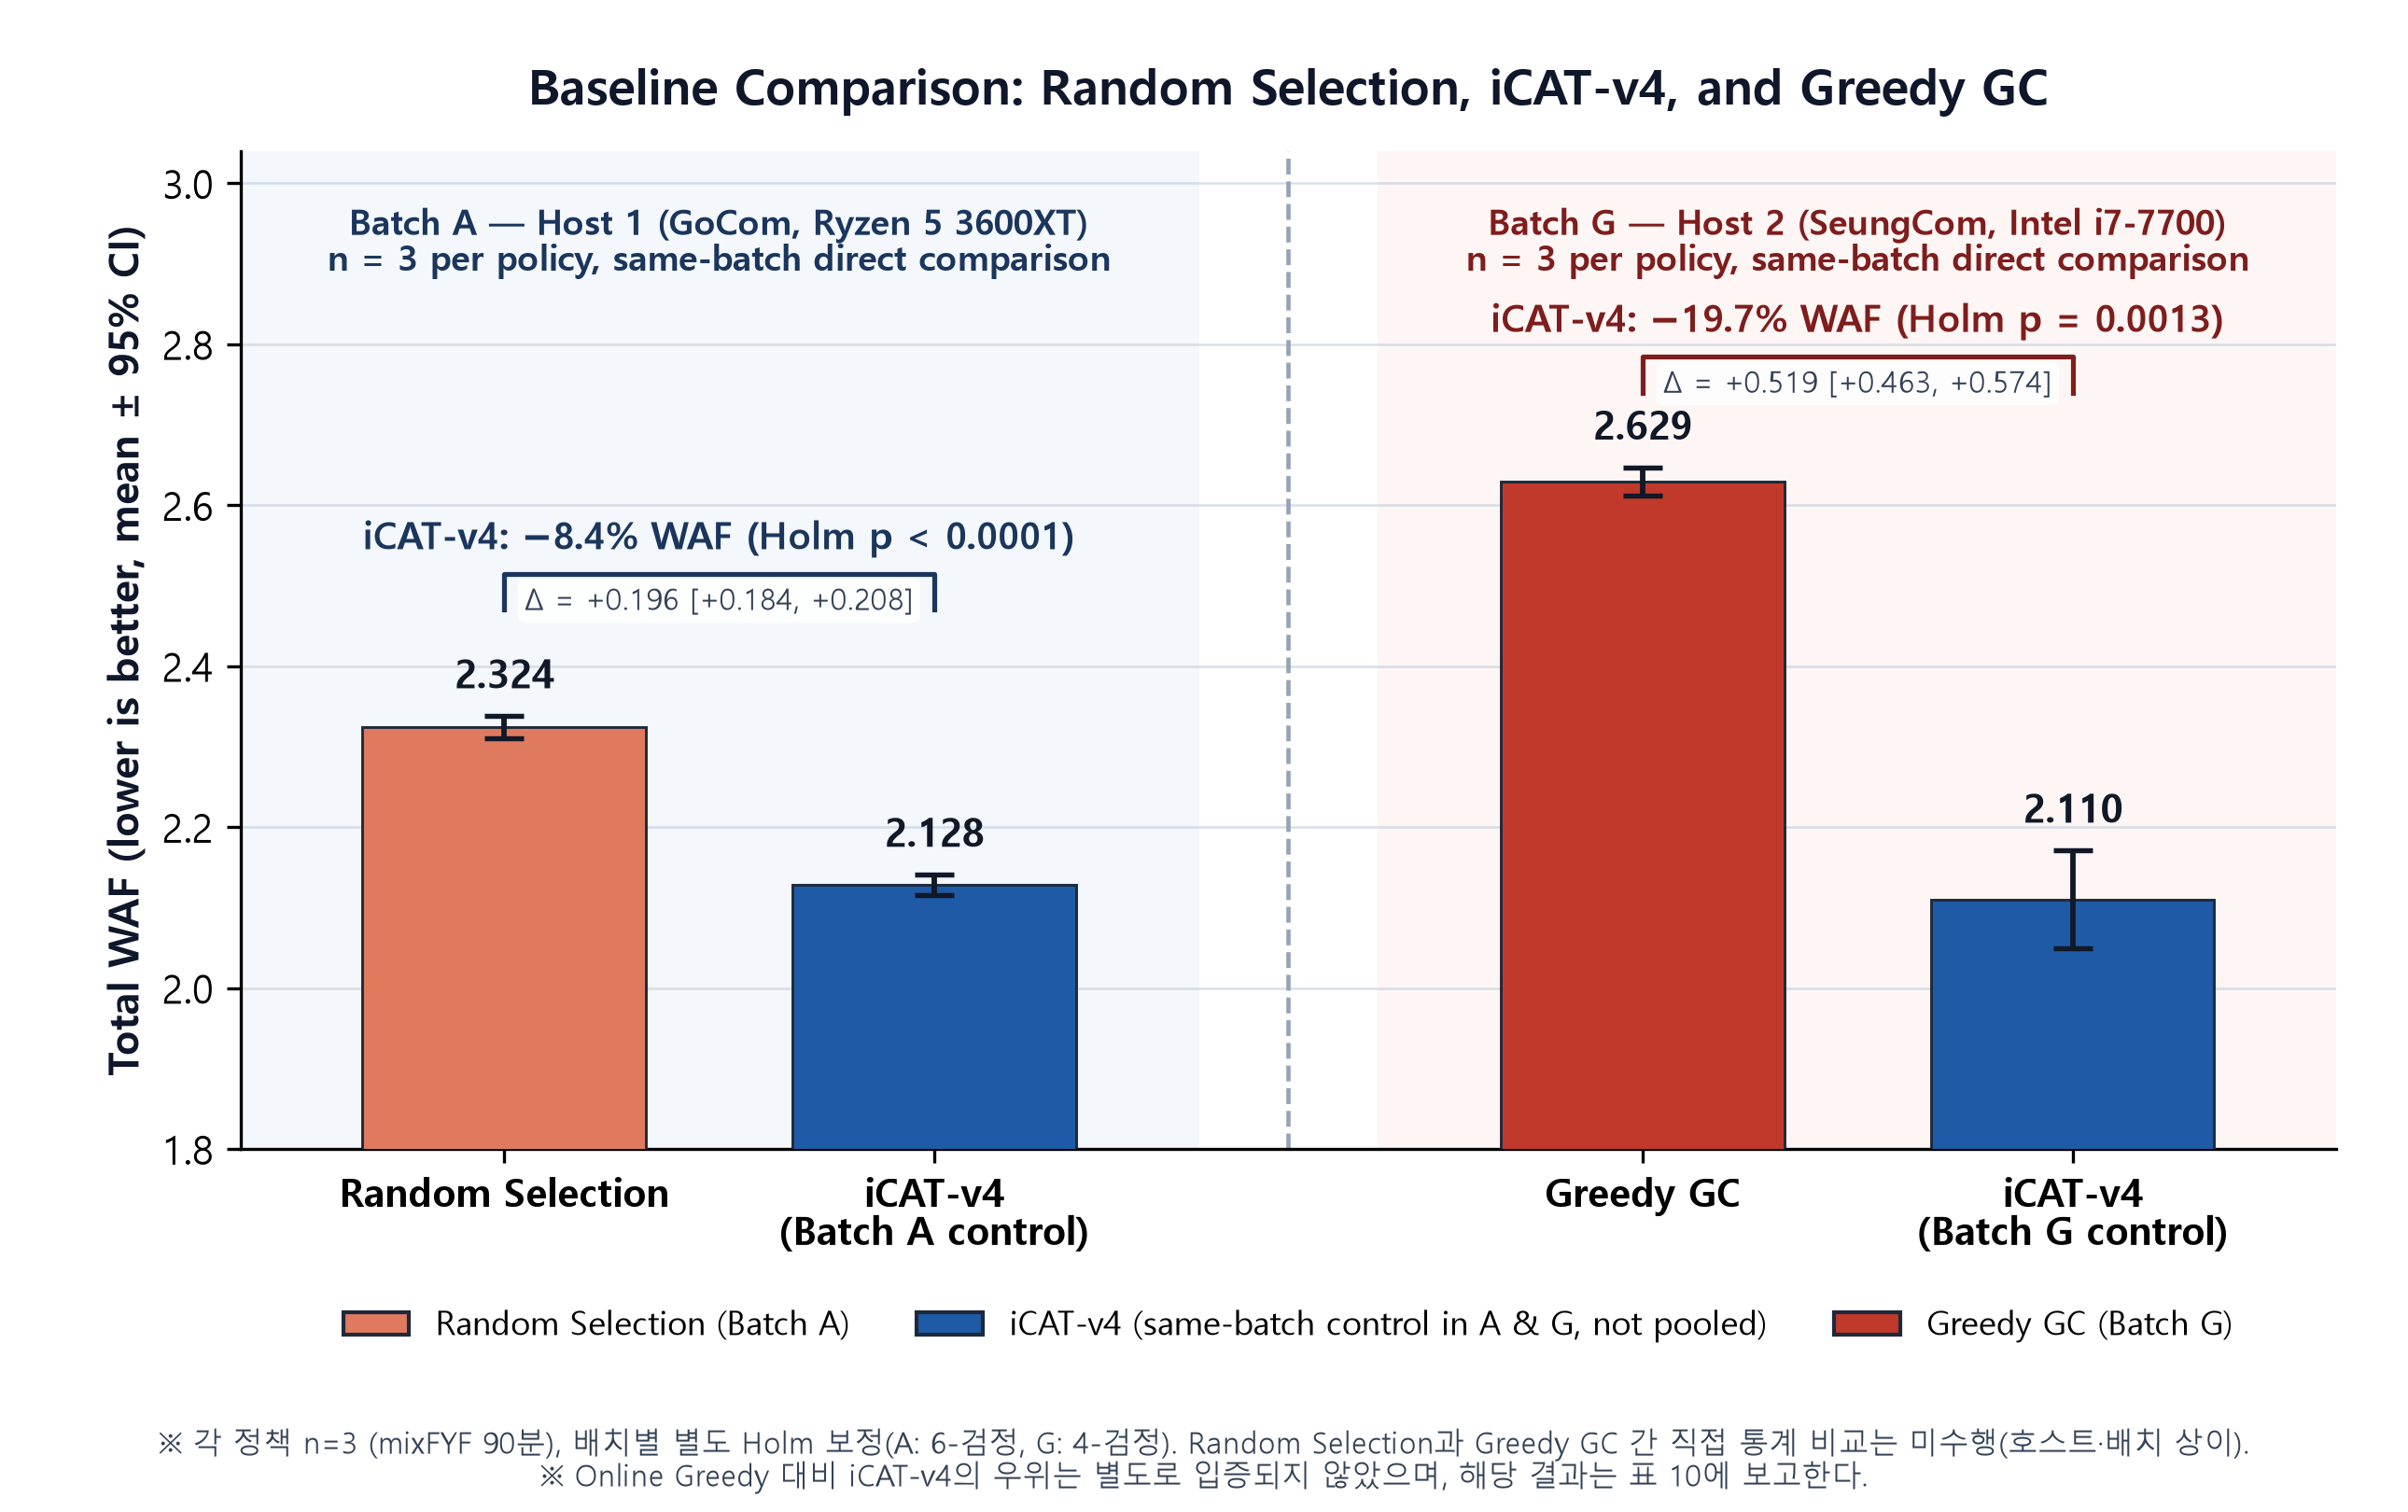 Baseline Comparison: Random Selection, iCAT-v4, and Greedy GC
Total WAF (lower is better, mean ± 95% CI)
3.0
2.8
2.6
2.4
2.2
2.0
1.8
Batch A — Host 1 (GoCom, Ryzen 5 3600XT)
n = 3 per policy, same-batch direct comparison
iCAT-v4: −8.4% WAF (Holm p < 0.0001)
Δ = +0.196 [+0.184, +0.208]
2.324
2.128
Batch G — Host 2 (SeungCom, Intel i7-7700)
n = 3 per policy, same-batch direct comparison
iCAT-v4: −19.7% WAF (Holm p = 0.0013)
Δ = +0.519 [+0.463, +0.574]
2.629
2.110
Random Selection
iCAT-v4
(Batch A control)
Greedy GC
iCAT-v4
(Batch G control)
Random Selection (Batch A)
iCAT-v4 (same-batch control in A & G, not pooled)
Greedy GC (Batch G)
※ 각 정책 n=3 (mixFYF 90분), 배치별 별도 Holm 보정(A: 6-검정, G: 4-검정). Random Selection과 Greedy GC 간 직접 통계 비교는 미수행(호스트·배치 상이).
※ Online Greedy 대비 iCAT-v4의 우위는 별도로 입증되지 않았으며, 해당 결과는 표 10에 보고한다.